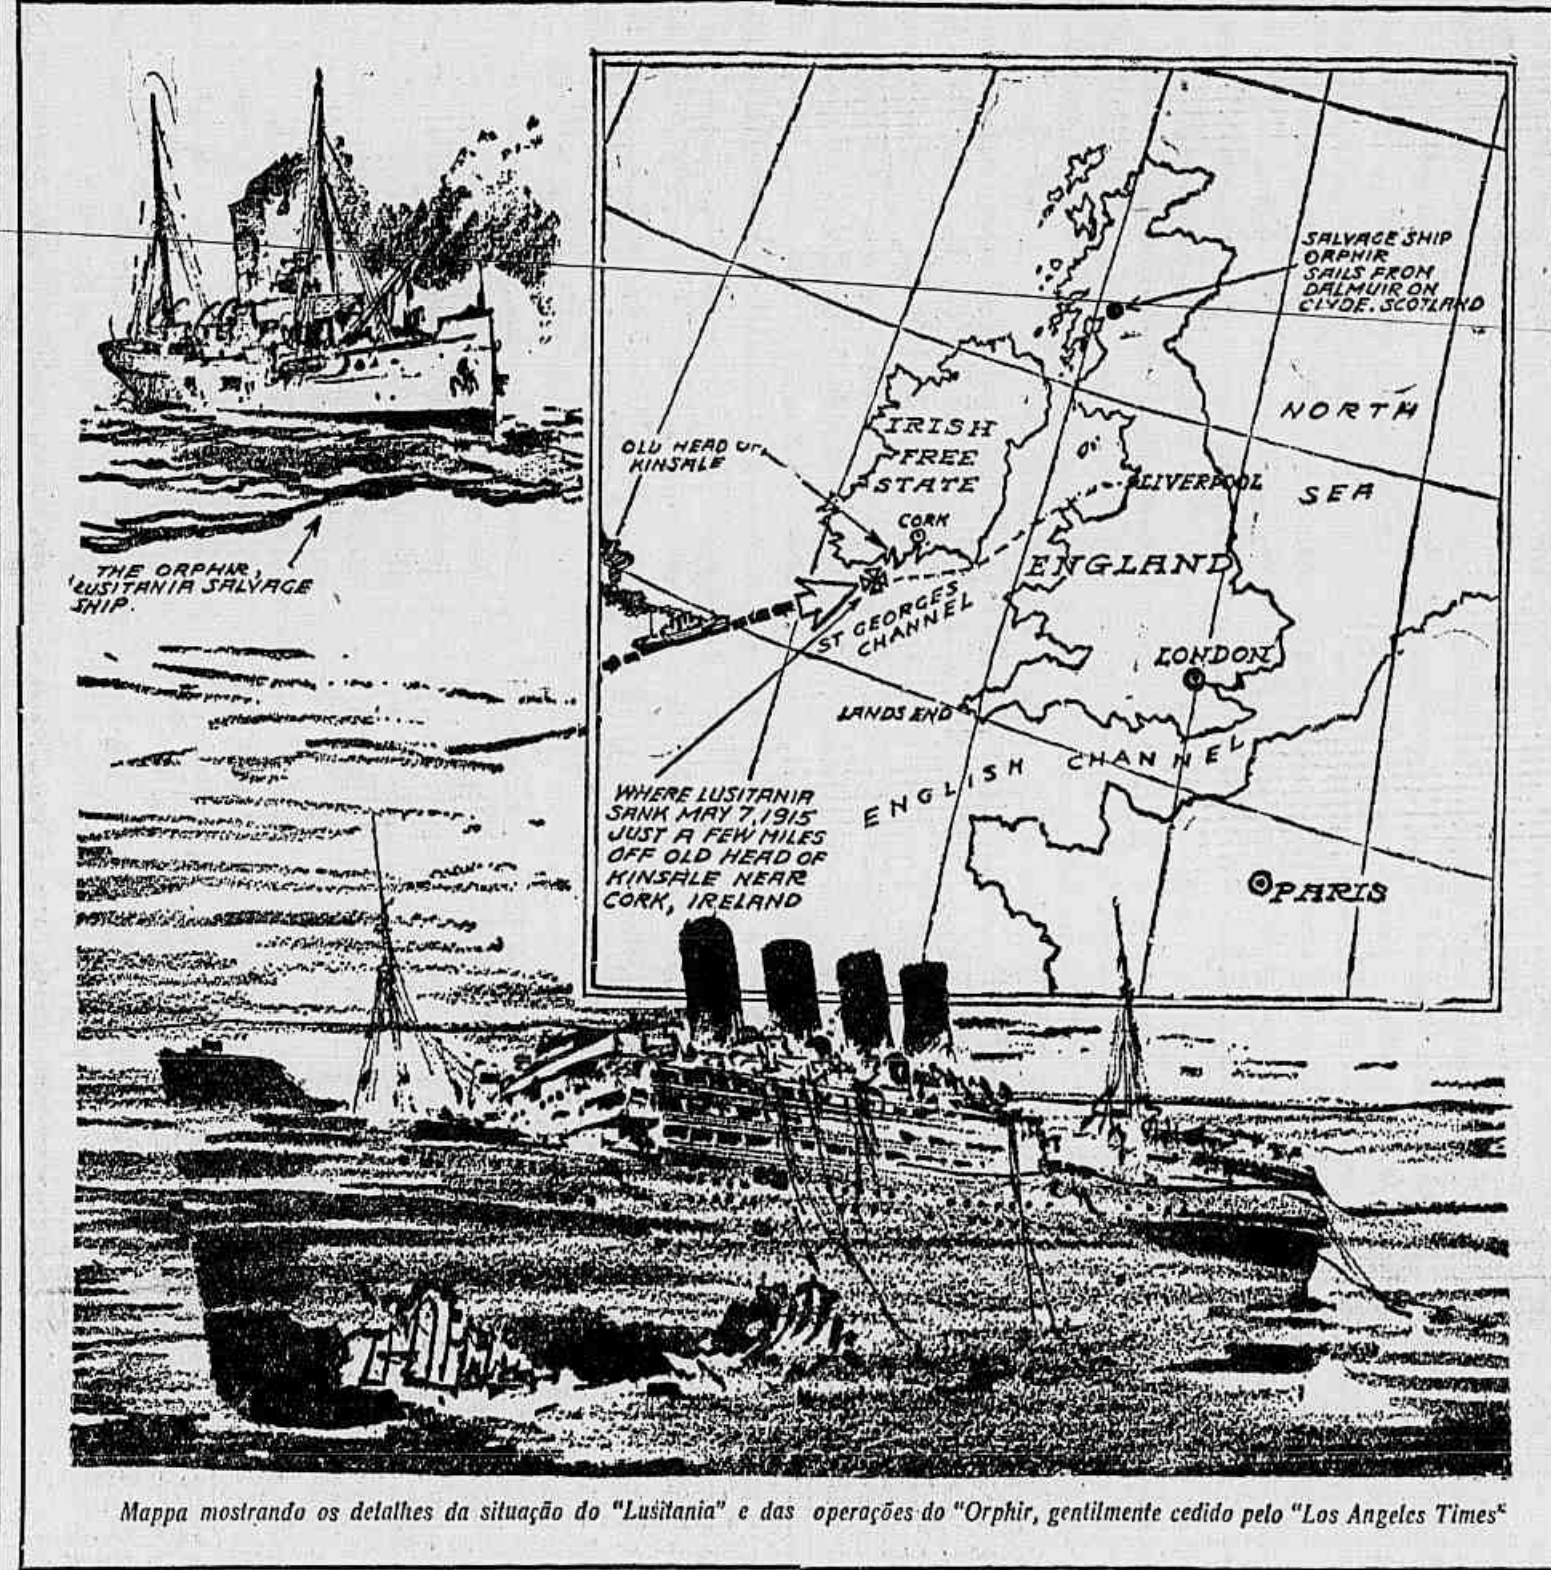 SALVAGE SHIP
ORPHIR
SAILS FROM
DALMUIR ON
CLYDE, SCOTLAND
NORTH
SEA
IRISH
FREE
STATE
OLD HEAD OF
KINSALE
LIVERPOOL
CORK
ENGLAND
THE ORPHIR,
LUSITANIA SALVAGE
SHIP.
ST GEORGES
CHANNEL
LONDON
LANDS END
ENGLISH CHANNEL
WHERE LUSITANIA
SANK MAY 7, 1915
JUST A FEW MILES
OFF OLD HEAD OF
KINSALE NEAR
CORK, IRELAND
PARIS
Mappa mostrando os detalhes da situação do "Lusitania" e das operações do "Orphir, gentilmente cedido pelo "Los Angeles Times"